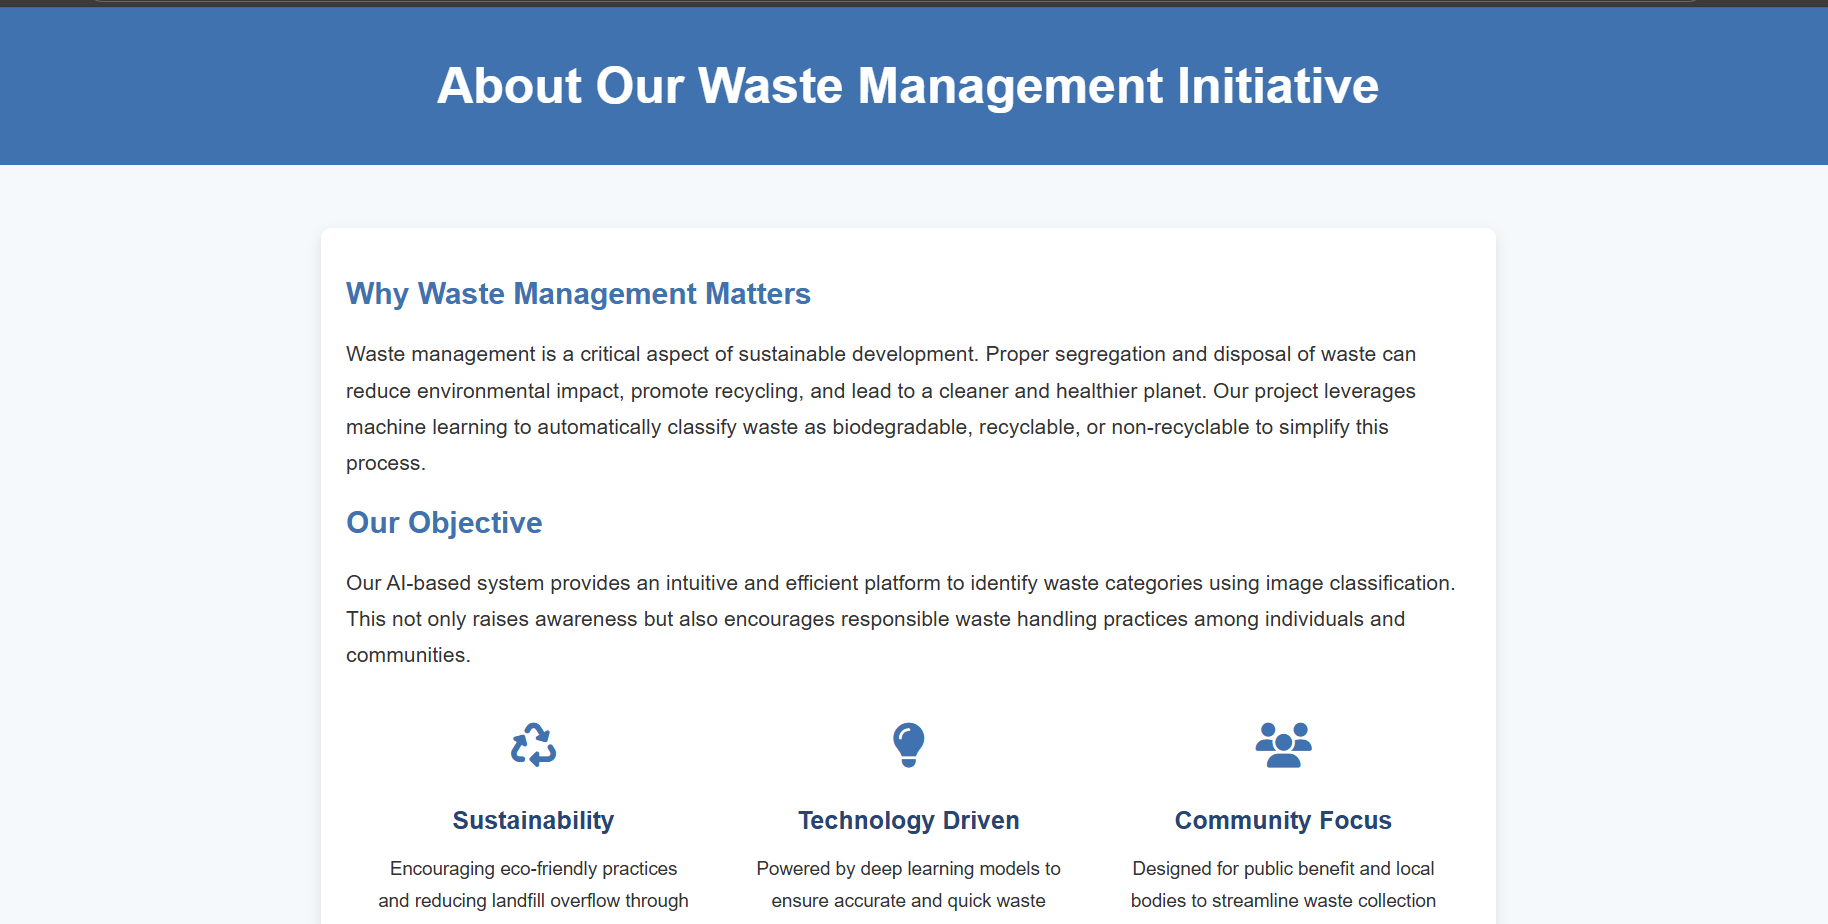 About Our Waste Management Initiative
Why Waste Management Matters
Waste management is a critical aspect of sustainable development. Proper segregation and disposal of waste can
reduce environmental impact, promote recycling, and lead to a cleaner and healthier planet. Our project leverages
machine learning to automatically classify waste as biodegradable, recyclable, or non-recyclable to simplify this
process.
Our Objective
Our AI-based system provides an intuitive and efficient platform to identify waste categories using image classification.
This not only raises awareness but also encourages responsible waste handling practices among individuals and
communities.
Sustainability
Encouraging eco-friendly practices
and reducing landfill overflow through
Technology Driven
Powered by deep learning models to
ensure accurate and quick waste
Community Focus
Designed for public benefit and local
bodies to streamline waste collection